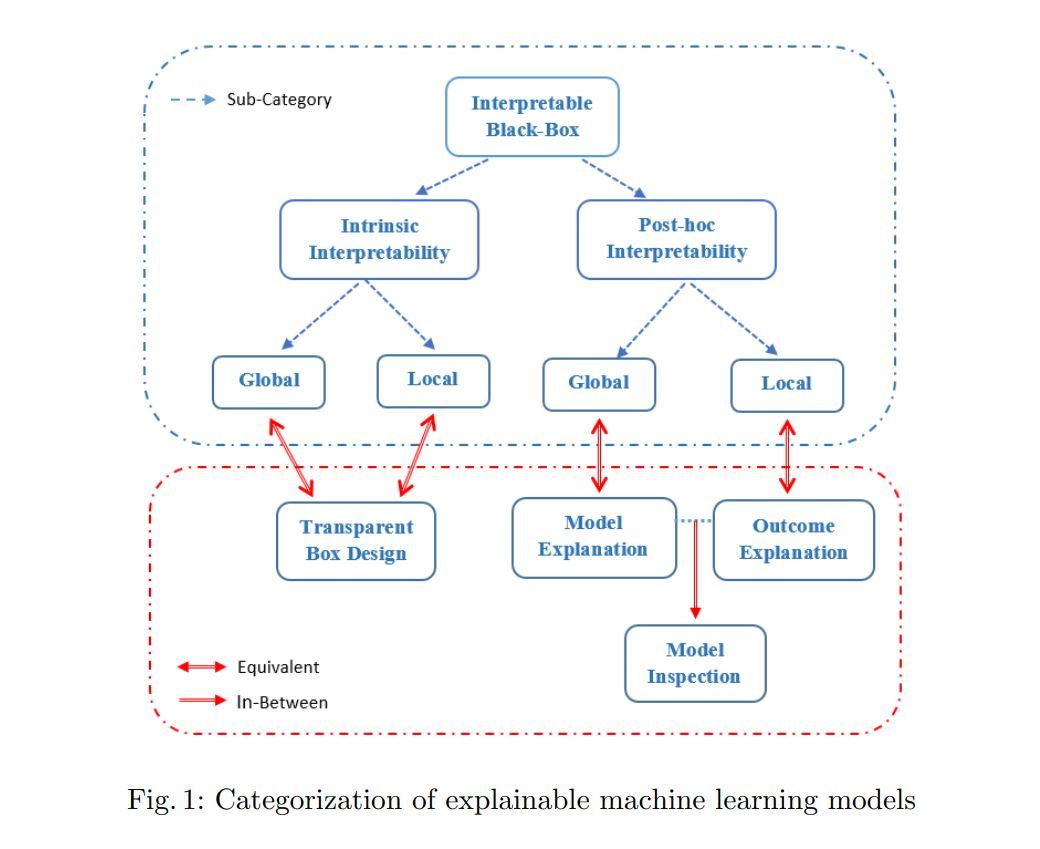 Sub-Category
Interpretable
Black-Box
Intrinsic
Interpretability
Post-hoc
Interpretability
Global
Local
Global
Local
Transparent
Box Design
Model
Explanation
Outcome
Explanation
Model
Inspection
Equivalent
In-Between
Fig. 1: Categorization of explainable machine learning models